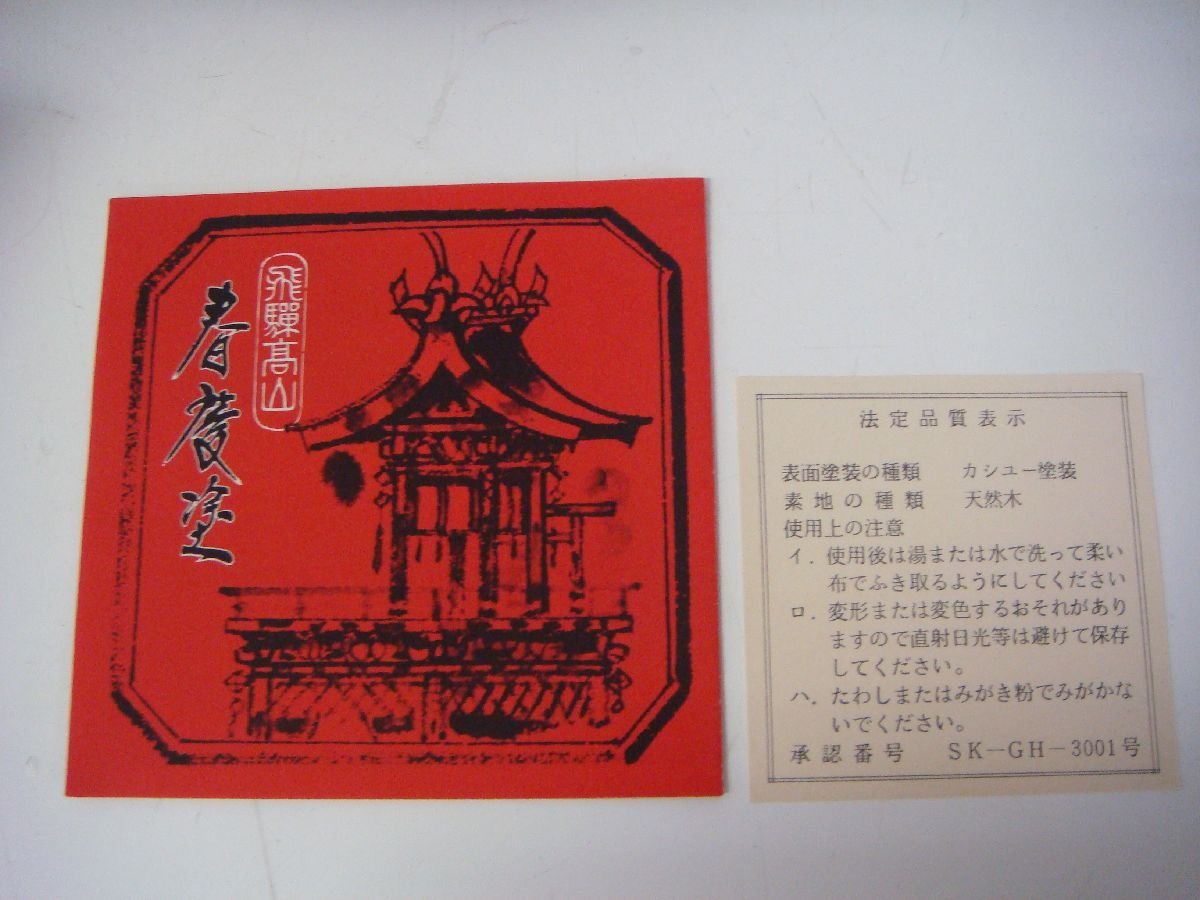 飛驒高山
春慶塗
法定品質表示
表面塗装の種類 カシユー塗装
素地の種類 天然木
使用上の注意
イ．使用後は湯または水で洗って柔い
布でふき取るようにしてください
ロ．変形または変色するおそれがあり
ますので直射日光等は避けて保存
してください。
ハ．たわしまたはみがき粉でみがかな
いでください。
承認番号 SK－GH－3001号